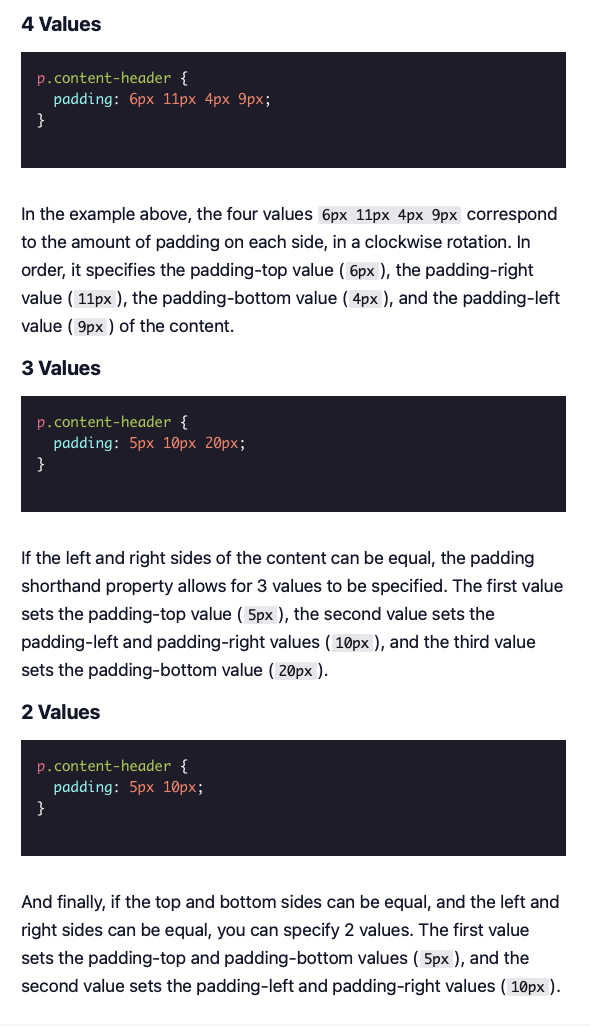 4 Values
p.content-header {
  padding: 6px 11px 4px 9px;
}
In the example above, the four values 6px 11px 4px 9px correspond
to the amount of padding on each side, in a clockwise rotation. In
order, it specifies the padding-top value ( 6px ), the padding-right
value ( 11px ), the padding-bottom value ( 4px ), and the padding-left
value ( 9px ) of the content.
3 Values
p.content-header {
  padding: 5px 10px 20px;
}
If the left and right sides of the content can be equal, the padding
shorthand property allows for 3 values to be specified. The first value
sets the padding-top value ( 5px ), the second value sets the
padding-left and padding-right values ( 10px ), and the third value
sets the padding-bottom value ( 20px ).
2 Values
p.content-header {
  padding: 5px 10px;
}
And finally, if the top and bottom sides can be equal, and the left and
right sides can be equal, you can specify 2 values. The first value
sets the padding-top and padding-bottom values ( 5px ), and the
second value sets the padding-left and padding-right values ( 10px ).